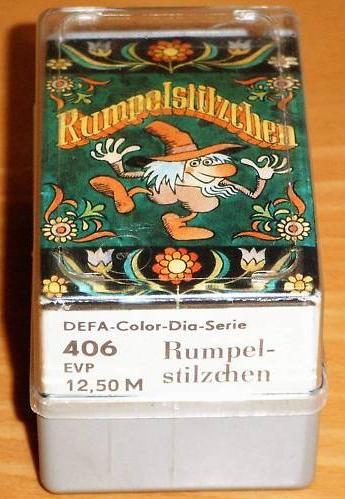 Rumpelstilzchen
DEFA-Color-Dia-Serie
406
EVP
12,50 M
Rumpel-
stilzchen